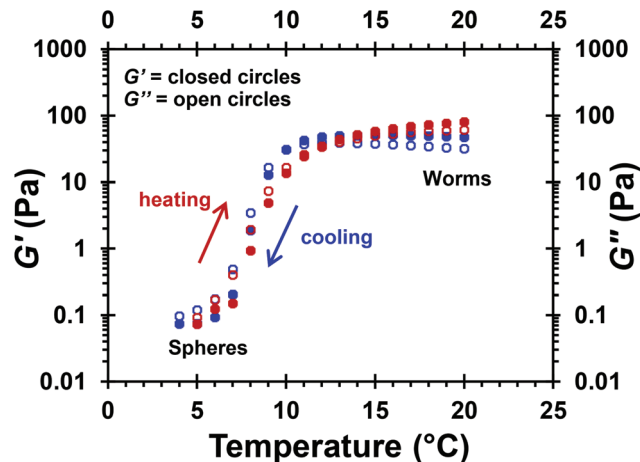 0 5 10 15 20 25
1000 1000
G' = closed circles
G'' = open circles
100 100
10 10
Worms
heating
cooling
G' (Pa)
G'' (Pa)
1 1
0.1 0.1
Spheres
0.01 0.01
0 5 10 15 20 25
Temperature (°C)